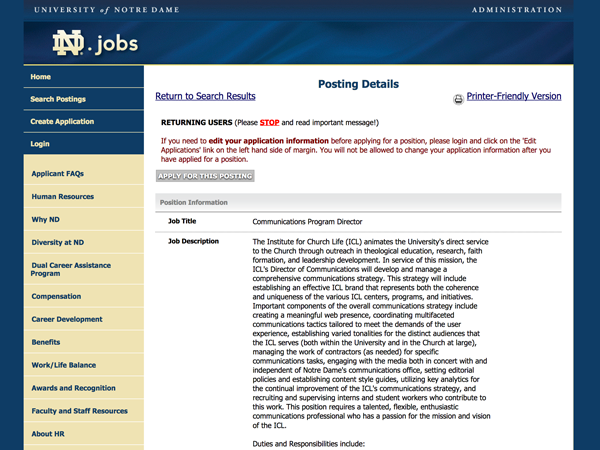 UNIVERSITY of NOTRE DAME
ADMINISTRATION
ND.jobs
Home
Search Postings
Create Application
Login
Applicant FAQs
Human Resources
Why ND
Diversity at ND
Dual Career Assistance
Program
Compensation
Career Development
Benefits
Work/Life Balance
Awards and Recognition
Faculty and Staff Resources
About HR
Posting Details
Return to Search Results
Printer-Friendly Version
RETURNING USERS (Please STOP and read important message!)
If you need to edit your application information before applying for a position, please login and click on the 'Edit
Applications' link on the left hand side of margin. You will not be allowed to change your application information after you
have applied for a position.
APPLY FOR THIS POSTING
Position Information
Job Title
Communications Program Director
Job Description
The Institute for Church Life (ICL) animates the University's direct service
to the Church through outreach in theological education, research, faith
formation, and leadership development. In service of this mission, the
ICL's Director of Communications will develop and manage a
comprehensive communications strategy. This strategy will include
establishing an effective ICL brand that represents both the coherence
and uniqueness of the various ICL centers, programs, and initiatives.
Important components of the overall communications strategy include
creating a meaningful web presence, coordinating multifaceted
communications tactics tailored to meet the demands of the user
experience, establishing varied tonalities for the distinct audiences that
the ICL serves (both within the University and in the Church at large),
managing the work of contractors (as needed) for specific
communications tasks, engaging with the media both in concert with and
independent of Notre Dame's communications office, setting editorial
policies and establishing content style guides, utilizing key analytics for
the continual improvement of the ICL's communications strategy, and
recruiting and supervising interns and student workers who contribute to
this work. This position requires a talented, flexible, enthusiastic
communications professional who has a passion for the mission and vision
of the ICL.
Duties and Responsibilities include: